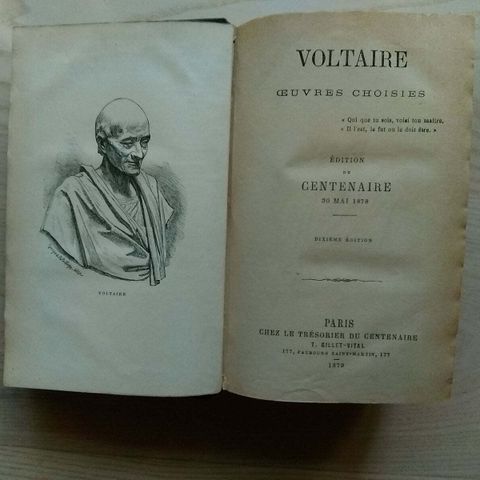 VOLTAIRE
VOLTAIRE
ŒUVRES CHOISIES
« Qui que tu sois, voici ton maître,
« Il l'est, le fut ou le doit être. »
ÉDITION
DU
CENTENAIRE
30 MAI 1878
DIXIÈME ÉDITION
PARIS
CHEZ LE TRÉSORIER DU CENTENAIRE
T. GILLET-VITAL
177, FAUBOURG SAINT-MARTIN, 177
1879